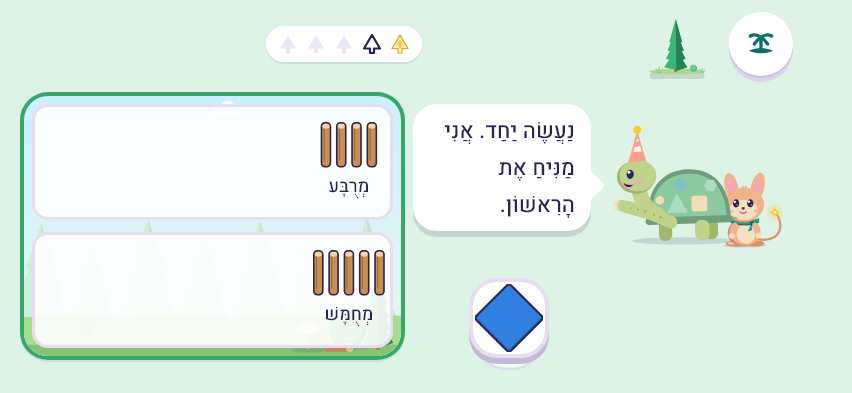 נַעֲשֶׂה יַחַד. אֲנִי
מַנִּיחַ אֶת
הָרִאשׁוֹן.
מְרֻבָּע
מְחֻמָּשׁ